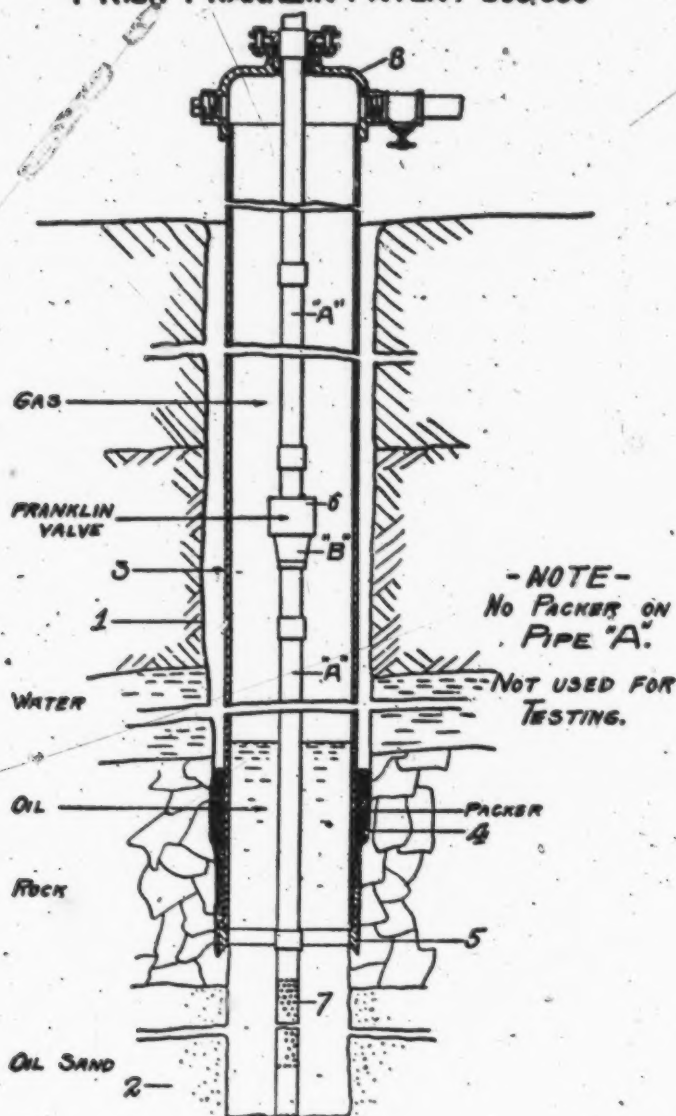 8
"A"
GAS
FRANKLIN VALVE
6
"B"
3
1
- NOTE -
NO PACKER ON
PIPE "A".
NOT USED FOR
TESTING.
"A"
WATER
OIL
PACKER
4
ROCK
5
7
OIL SAND
2